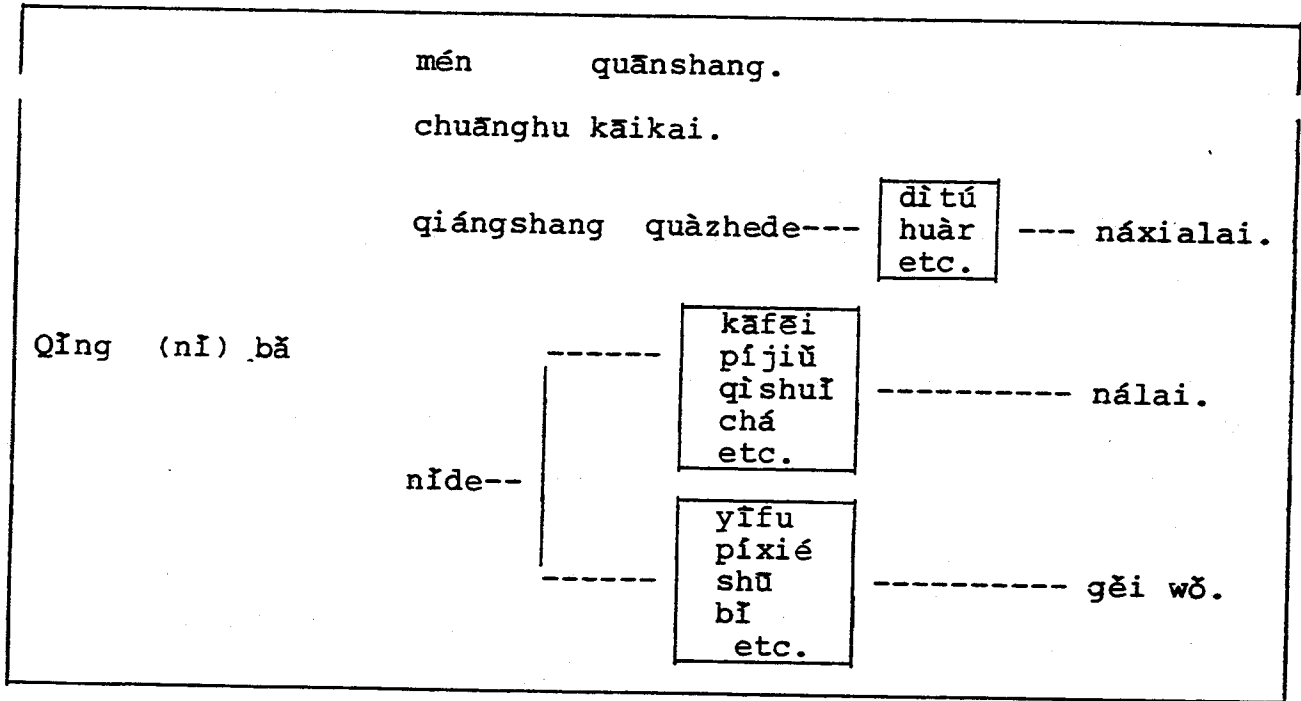 mén quānshang.
chuānghu kāikai.
qiángshang quàzhede--- dìtú --- náxialai.
huàr
etc.
Qǐng (nǐ) bǎ
nǐde--
------ kāfēi ---------- nálai.
píjiǔ
qìshuǐ
chá
etc.
------ yīfu ---------- gěi wǒ.
píxié
shū
bǐ
etc.